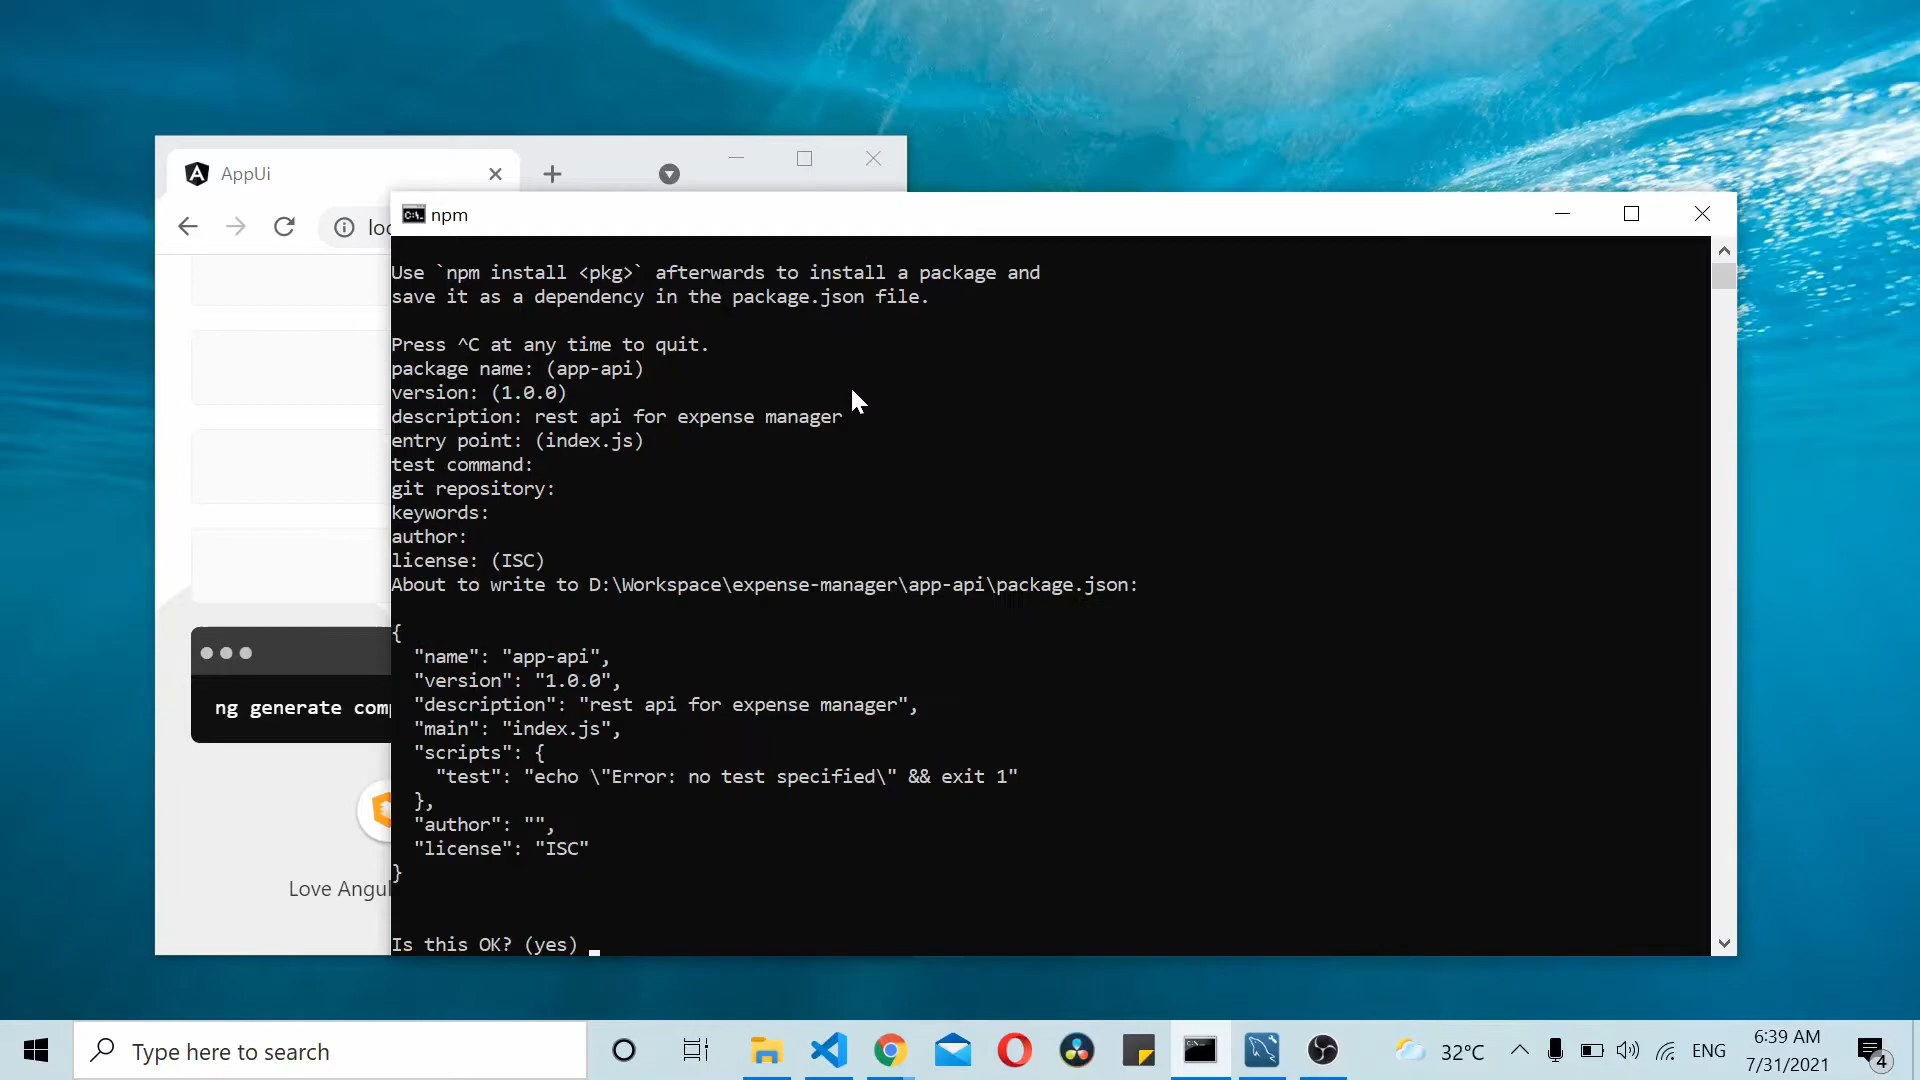 AppUi
loc
npm
Use `npm install <pkg>` afterwards to install a package and
save it as a dependency in the package.json file.
Press ^C at any time to quit.
package name: (app-api)
version: (1.0.0)
description: rest api for expense manager
entry point: (index.js)
test command:
git repository:
keywords:
author:
license: (ISC)
About to write to D:\Workspace\expense-manager\app-api\package.json:
{
"name": "app-api",
"version": "1.0.0",
"description": "rest api for expense manager",
"main": "index.js",
"scripts": {
"test": "echo \"Error: no test specified\" && exit 1"
},
"author": "",
"license": "ISC"
}
Is this OK? (yes)
ng generate comp
Love Angul
Type here to search
32°C
ENG
6:39 AM
7/31/2021
4